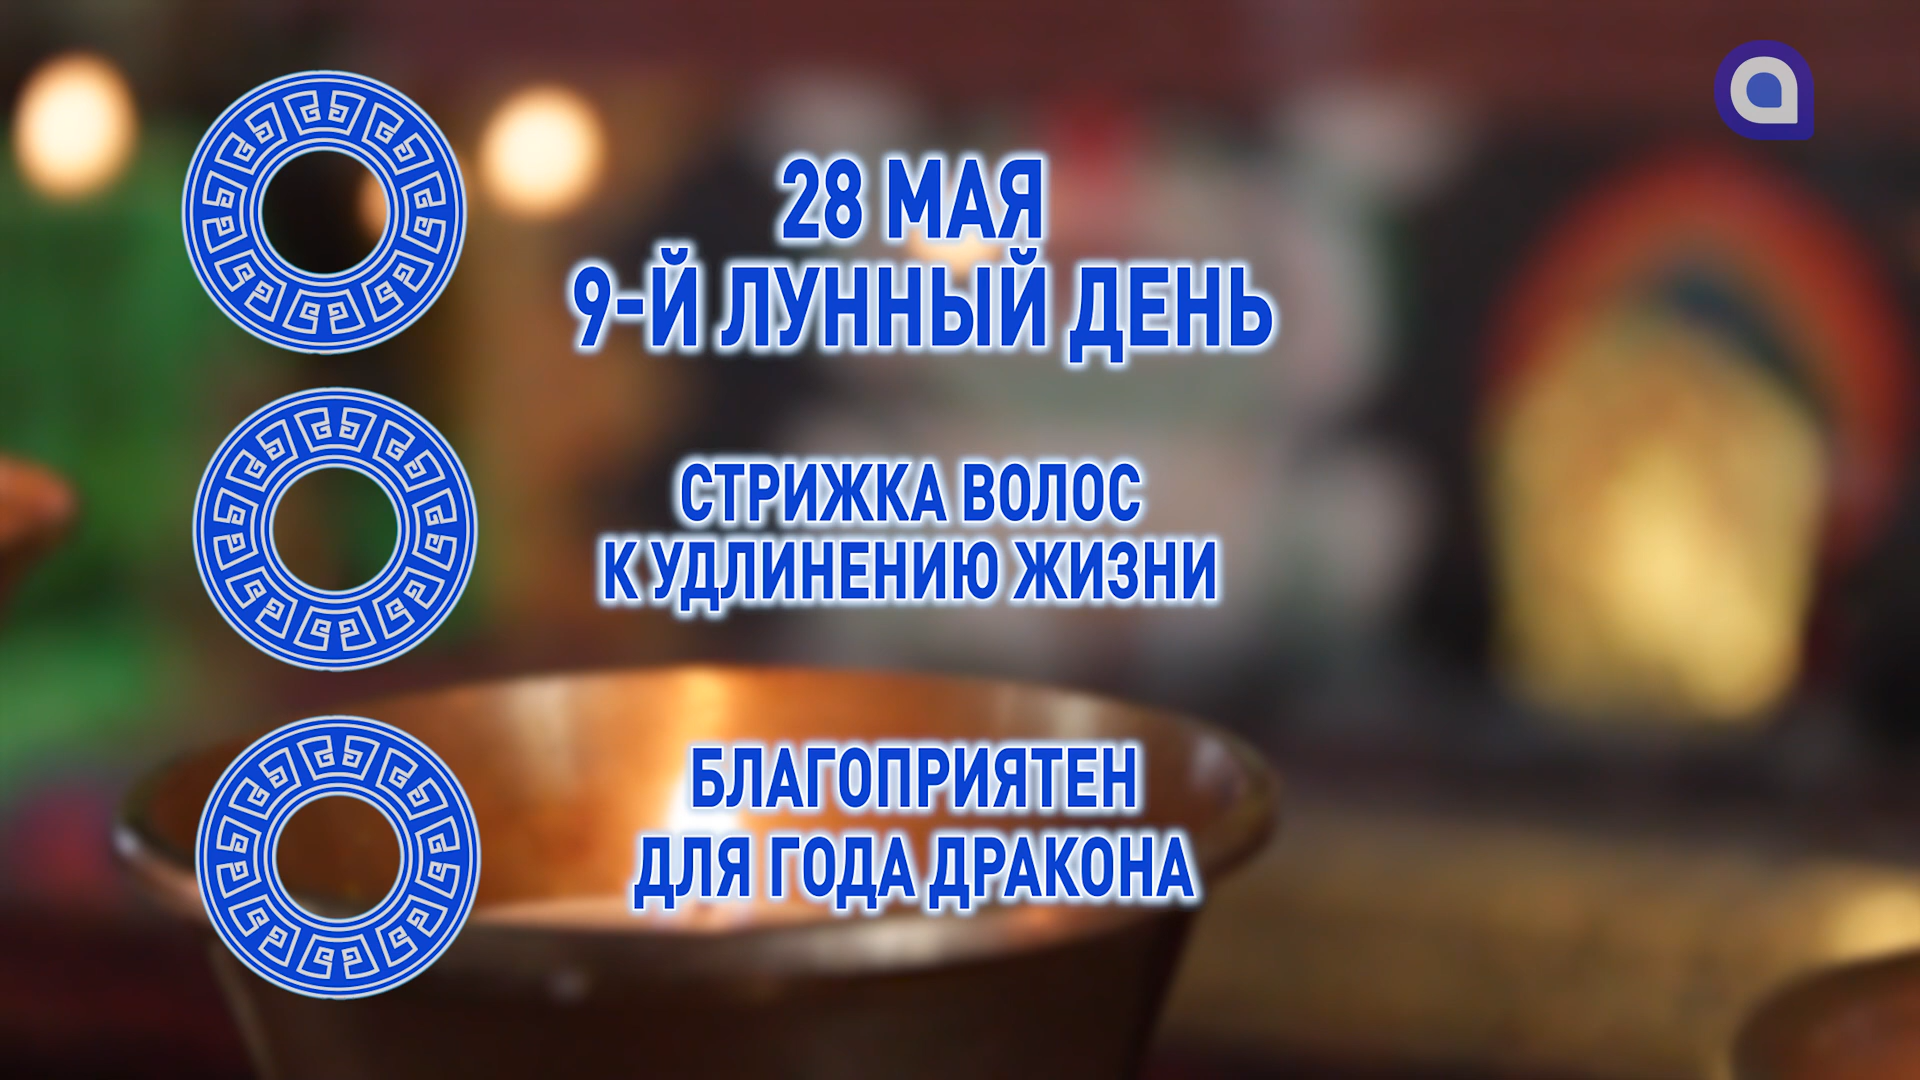 28 МАЯ
9-Й ЛУННЫЙ ДЕНЬ
СТРИЖКА ВОЛОС
К УДЛИНЕНИЮ ЖИЗНИ
БЛАГОПРИЯТЕН
ДЛЯ ГОДА ДРАКОНА